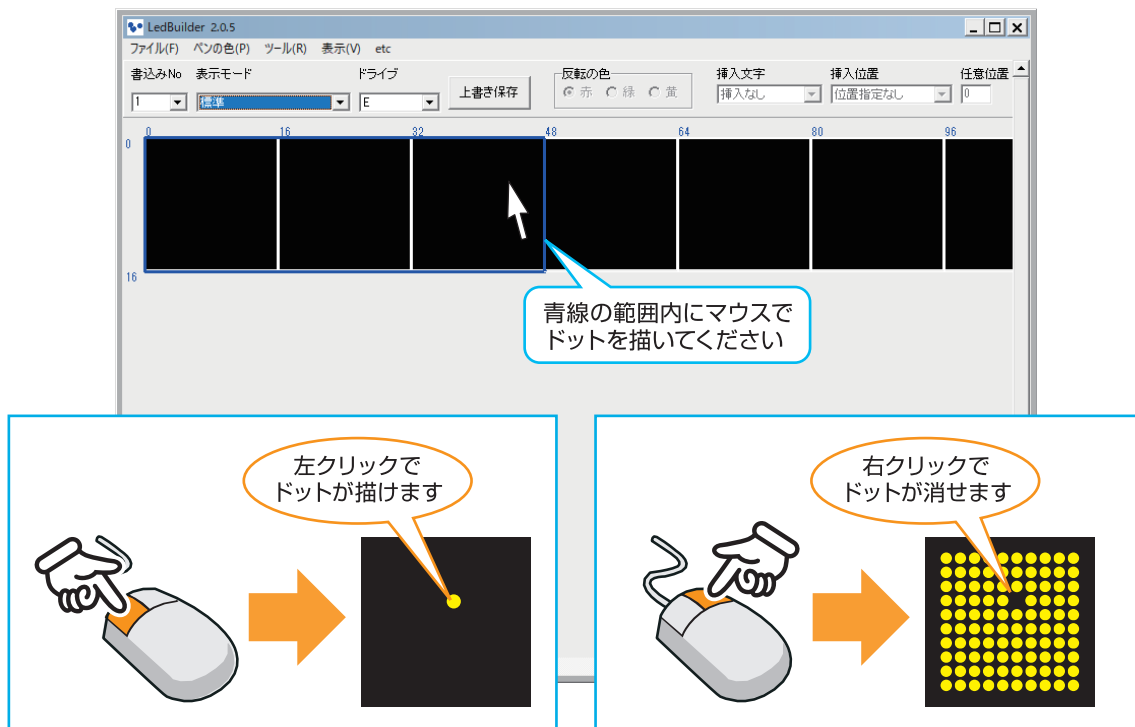 LedBuilder 2.0.5
ファイル(F) ペンの色(P) ツール(R) 表示(V) etc
書込みNo 表示モード ドライブ 反転の色 挿入文字 挿入位置 任意位置
1 標準 E 上書き保存 赤 緑 黄 挿入なし 位置指定なし 0
0 16 32 48 64 80 96
0
16
青線の範囲内にマウスで
ドットを描いてください
左クリックで
ドットが描けます
右クリックで
ドットが消せます